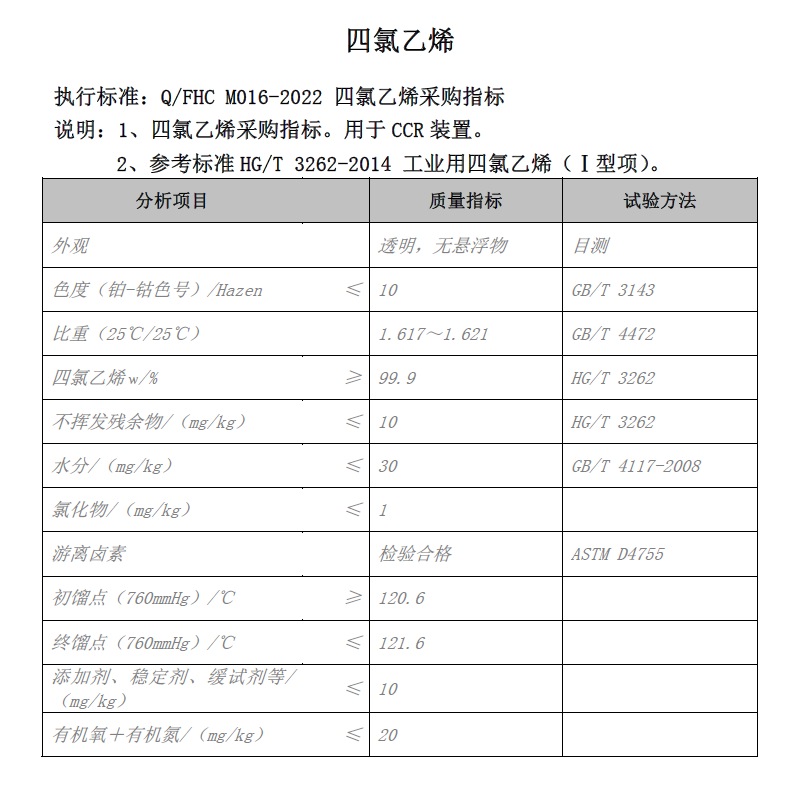 四氯乙烯
执行标准：Q/FHC M016-2022 四氯乙烯采购指标
说明：1、四氯乙烯采购指标。用于CCR装置。
2、参考标准HG/T 3262-2014 工业用四氯乙烯（Ⅰ型项）。
分析项目 质量指标 试验方法
外观 透明，无悬浮物 目测
色度（铂-钴色号）/Hazen ≤ 10 GB/T 3143
比重（25℃/25℃） 1.617～1.621 GB/T 4472
四氯乙烯w/% ≥ 99.9 HG/T 3262
不挥发残余物/（mg/kg） ≤ 10 HG/T 3262
水分/（mg/kg） ≤ 30 GB/T 4117-2008
氯化物/（mg/kg） ≤ 1
游离卤素 检验合格 ASTM D4755
初馏点（760mmHg）/℃ ≥ 120.6
终馏点（760mmHg）/℃ ≤ 121.6
添加剂、稳定剂、缓试剂等/
（mg/kg） ≤ 10
有机氧＋有机氮/（mg/kg） ≤ 20